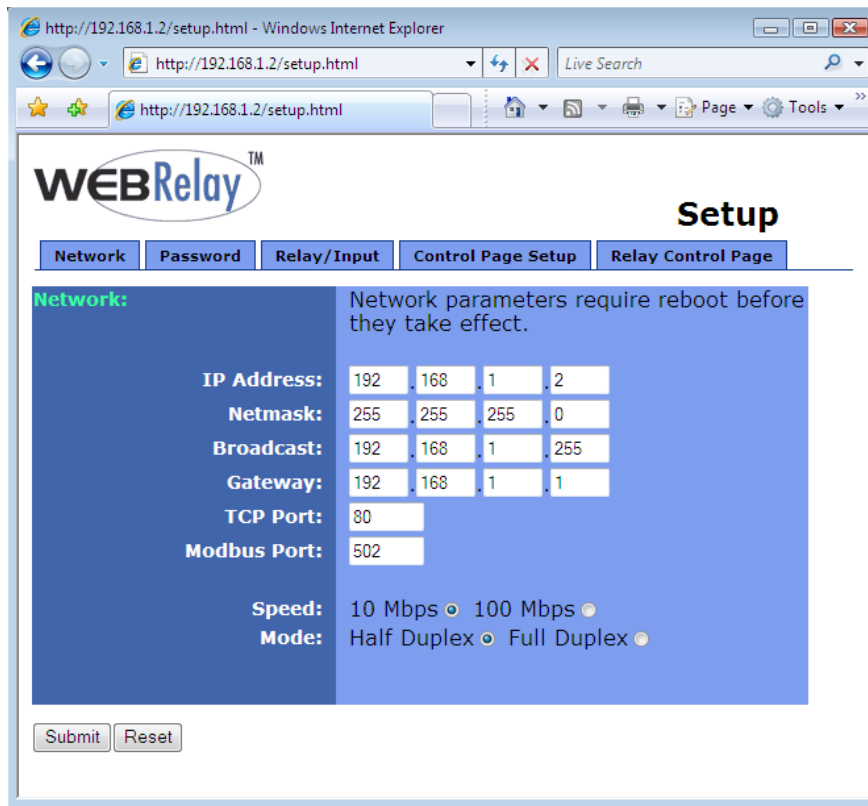 http://192.168.1.2/setup.html - Windows Internet Explorer
http://192.168.1.2/setup.html Live Search
http://192.168.1.2/setup.html Page Tools »
WEBRelay™
Setup
Network Password Relay/Input Control Page Setup Relay Control Page
Network: Network parameters require reboot before
they take effect.
IP Address: 192 . 168 . 1 . 2
Netmask: 255 . 255 . 255 . 0
Broadcast: 192 . 168 . 1 . 255
Gateway: 192 . 168 . 1 . 1
TCP Port: 80
Modbus Port: 502
Speed: 10 Mbps 100 Mbps
Mode: Half Duplex Full Duplex
Submit Reset